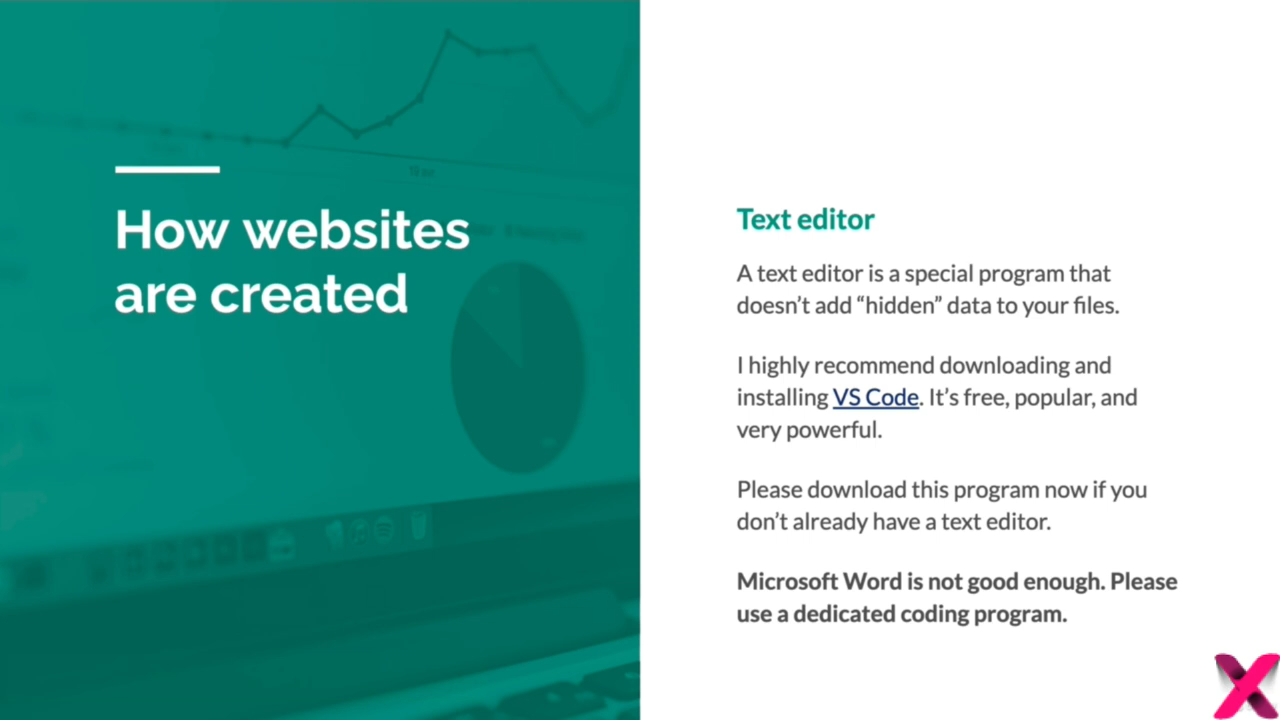 How websites
are created
Text editor
A text editor is a special program that
doesn’t add “hidden” data to your files.
I highly recommend downloading and
installing VS Code. It’s free, popular, and
very powerful.
Please download this program now if you
don’t already have a text editor.
Microsoft Word is not good enough. Please
use a dedicated coding program.